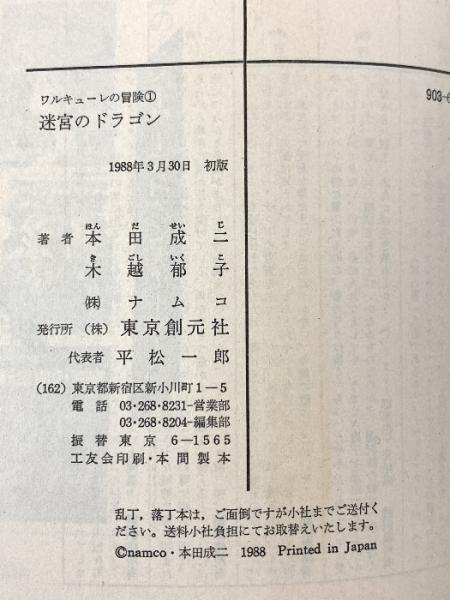 ワルキューレの冒険①
迷宮のドラゴン
1988年3月30日 初版
ほん だ せい じ
著者 本田成二
き ごし いく こ
木越郁子
㈱ナムコ
発行所 (株) 東京創元社
代表者 平松一郎
(162) 東京都新宿区新小川町1―5
電話 03・268・8231―営業部
03・268・8204―編集部
振替東京 6―1565
工友会印刷・本間製本
乱丁,落丁本は,ご面倒ですが小社までご送付く
ださい。送料小社負担にてお取替えいたします。
©namco・本田成二 1988 Printed in Japan
903-6